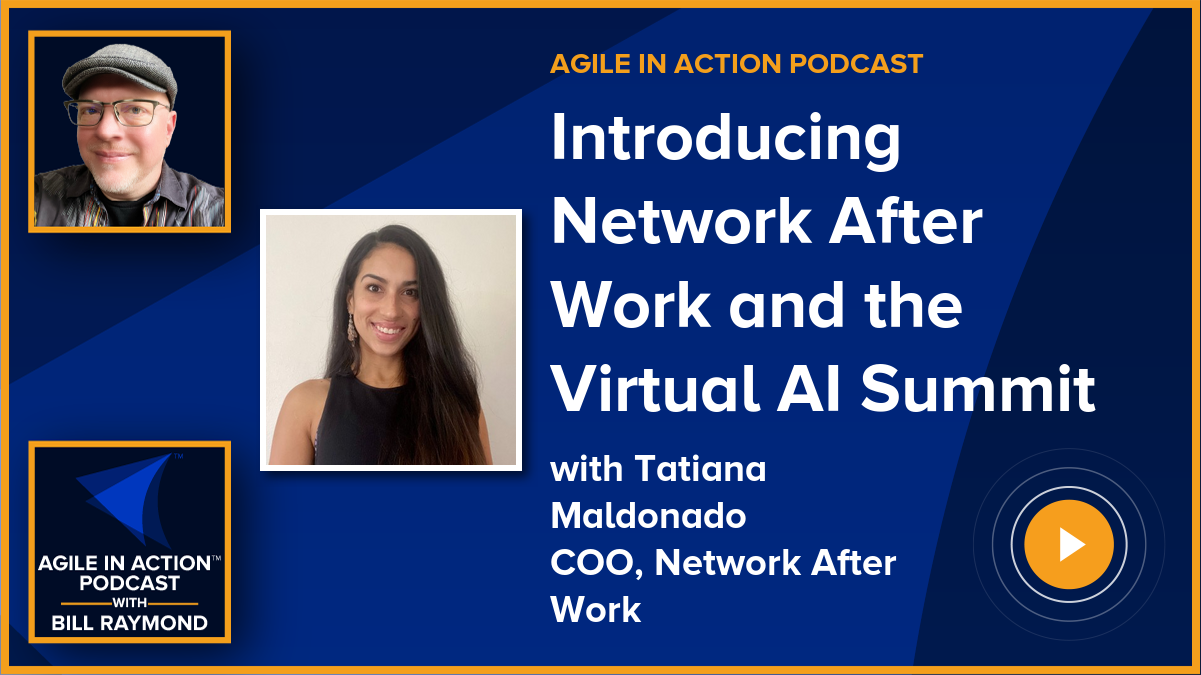 AGILE IN ACTION PODCAST
Introducing
Network After
Work and the
Virtual AI Summit
with Tatiana
Maldonado
COO, Network After
Work
TM
AGILE IN ACTION™
PODCAST
WITH
BILL RAYMOND